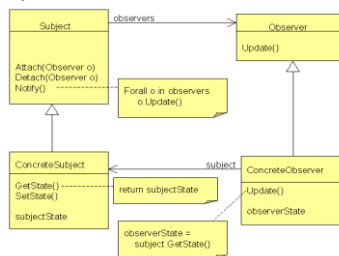 observers
Subject
Observer
Attach(Observer o)
Detach(Observer o)
Notify()
Update()
Forall o in observers
o.Update()
subject
ConcreteSubject
ConcreteObserver
GetState()
SetState()
subjectState
return subjectState
Update()
observerState
observerState =
subject.GetState()